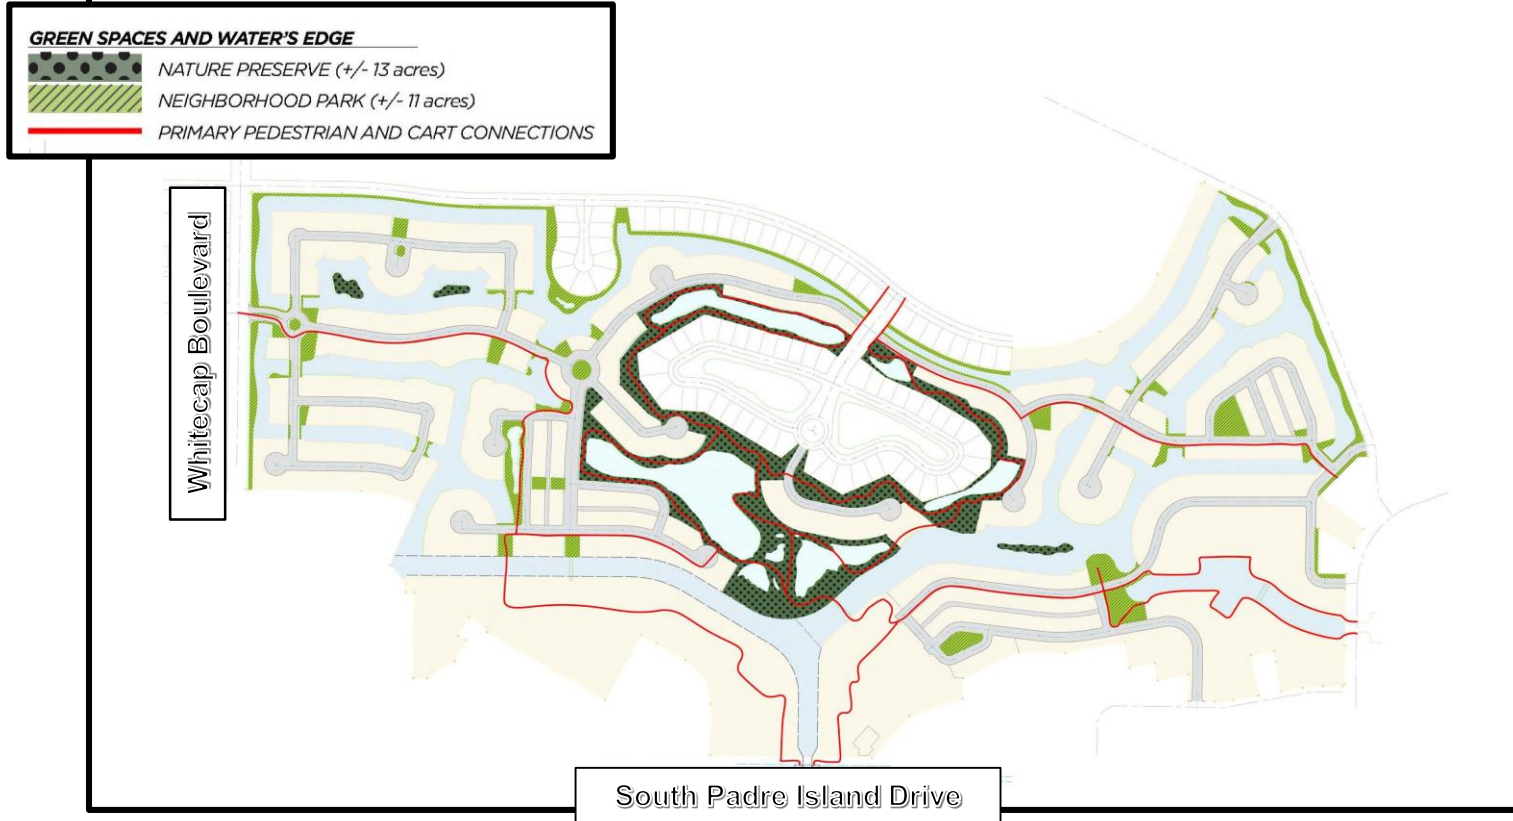 GREEN SPACES AND WATER'S EDGE
NATURE PRESERVE (+/- 13 acres)
NEIGHBORHOOD PARK (+/- 11 acres)
PRIMARY PEDESTRIAN AND CART CONNECTIONS
Whitecap Boulevard
South Padre Island Drive